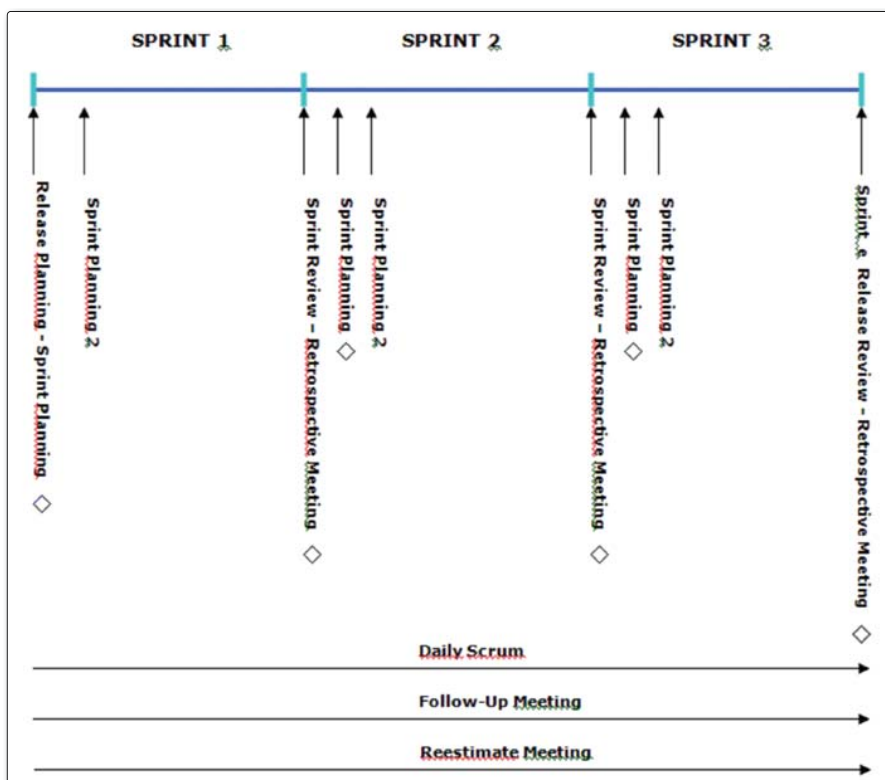 SPRINT 1
SPRINT 2
SPRINT 3
Release Planning - Sprint Planning
Sprint Planning 2
Sprint Review – Retrospective Meeting
Sprint Planning
Sprint Planning 2
Sprint Review – Retrospective Meeting
Sprint Planning
Sprint Planning 2
Sprint e Release Review – Retrospective Meeting
Daily Scrum
Follow-Up Meeting
Reestimate Meeting